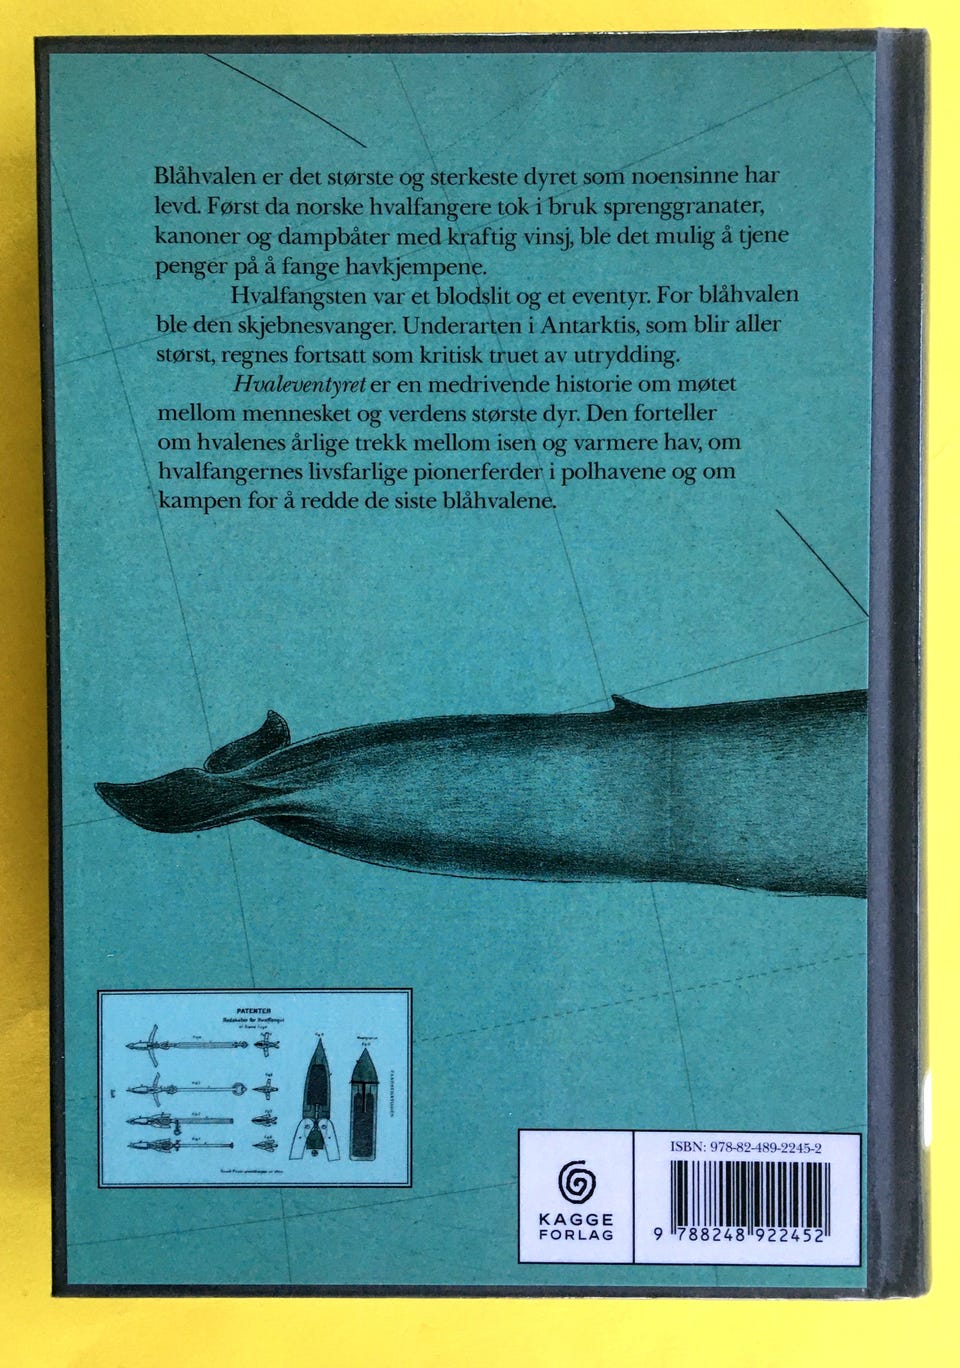 Blåhvalen er det største og sterkeste dyret som noensinne har
levd. Først da norske hvalfangere tok i bruk sprenggranater,
kanoner og dampbåter med kraftig vinsj, ble det mulig å tjene
penger på å fange havkjempene.
Hvalfangsten var et blodslit og et eventyr. For blåhvalen
ble den skjebnesvanger. Underarten i Antarktis, som blir aller
størst, regnes fortsatt som kritisk truet av utrydding.
Hvaleventyret er en medrivende historie om møtet
mellom mennesket og verdens største dyr. Den forteller
om hvalenes årlige trekk mellom isen og varmere hav, om
hvalfangernes livsfarlige pionerferder i polhavene og om
kampen for å redde de siste blåhvalene.
PATENTER
Redskaber for Hvalfangst
ISBN: 978-82-489-2245-2
KAGGE
FORLAG
9 788248 922452